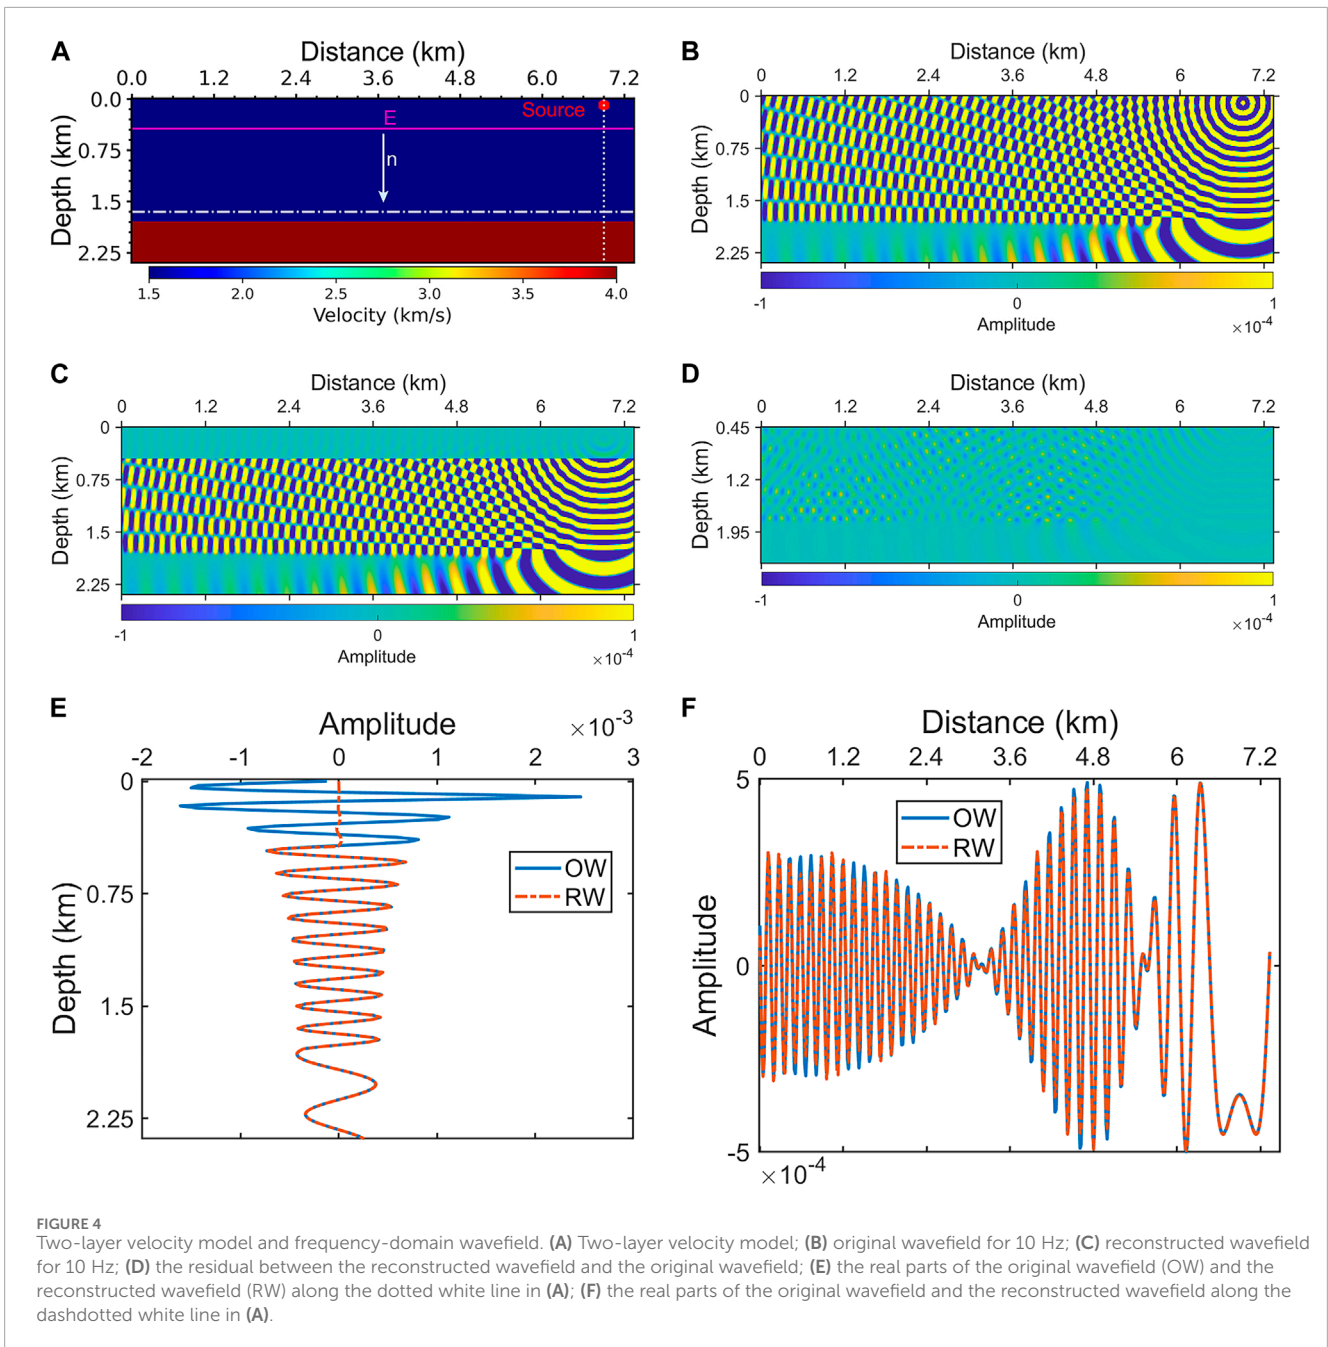 A
Distance (km)
0.0 1.2 2.4 3.6 4.8 6.0 7.2
Depth (km)
0.0
0.75
1.5
2.25
E
Source
n
1.5 2.0 2.5 3.0 3.5 4.0
Velocity (km/s)
B
Distance (km)
0 1.2 2.4 3.6 4.8 6 7.2
Depth (km)
0
0.75
1.5
2.25
-1 0 1
Amplitude
×10-4
C
Distance (km)
0 1.2 2.4 3.6 4.8 6 7.2
Depth (km)
0
0.75
1.5
2.25
-1 0 1
Amplitude
×10-4
D
Distance (km)
0 1.2 2.4 3.6 4.8 6 7.2
Depth (km)
0.45
1.2
1.95
-1 0 1
Amplitude
×10-4
E
Amplitude
×10-3
-2 -1 0 1 2 3
Depth (km)
0
0.75
1.5
2.25
OW
RW
F
Distance (km)
0 1.2 2.4 3.6 4.8 6 7.2
Amplitude
5
0
-5
×10-4
OW
RW
FIGURE 4
Two-layer velocity model and frequency-domain wavefield. (A) Two-layer velocity model; (B) original wavefield for 10 Hz; (C) reconstructed wavefield
for 10 Hz; (D) the residual between the reconstructed wavefield and the original wavefield; (E) the real parts of the original wavefield (OW) and the
reconstructed wavefield (RW) along the dotted white line in (A); (F) the real parts of the original wavefield and the reconstructed wavefield along the
dashdotted white line in (A).